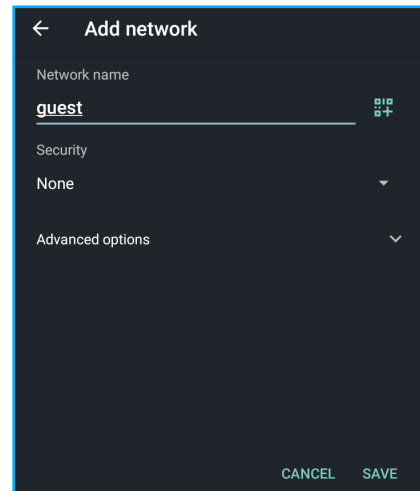 Add network
Network name
guest
Security
None
Advanced options
CANCEL SAVE